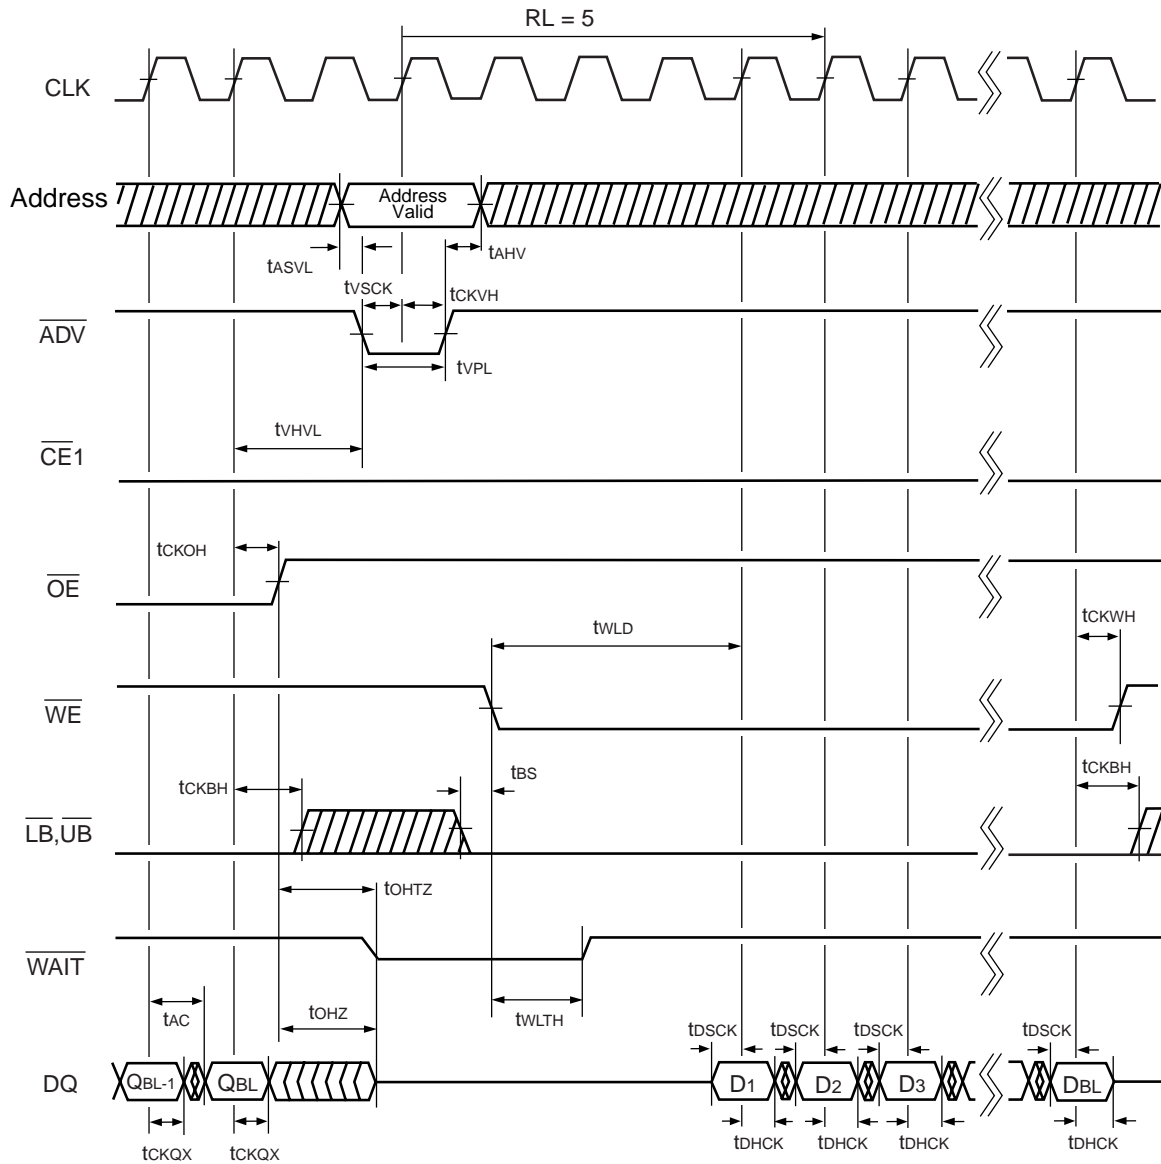 RL = 5
CLK
Address
Address
Valid
tASVL
tAHV
tVSCK
tCKVH
ADV
tVPL
tVHVL
CE1
tCKOH
OE
tWLD
tCKWH
WE
tCKBH
tBS
tCKBH
LB,UB
tOHTZ
WAIT
tAC
tOHZ
tWLTH
tDSCK
tDSCK
tDSCK
tDSCK
DQ
QBL-1
QBL
D1
D2
D3
DBL
tCKQX
tCKQX
tDHCK
tDHCK
tDHCK
tDHCK